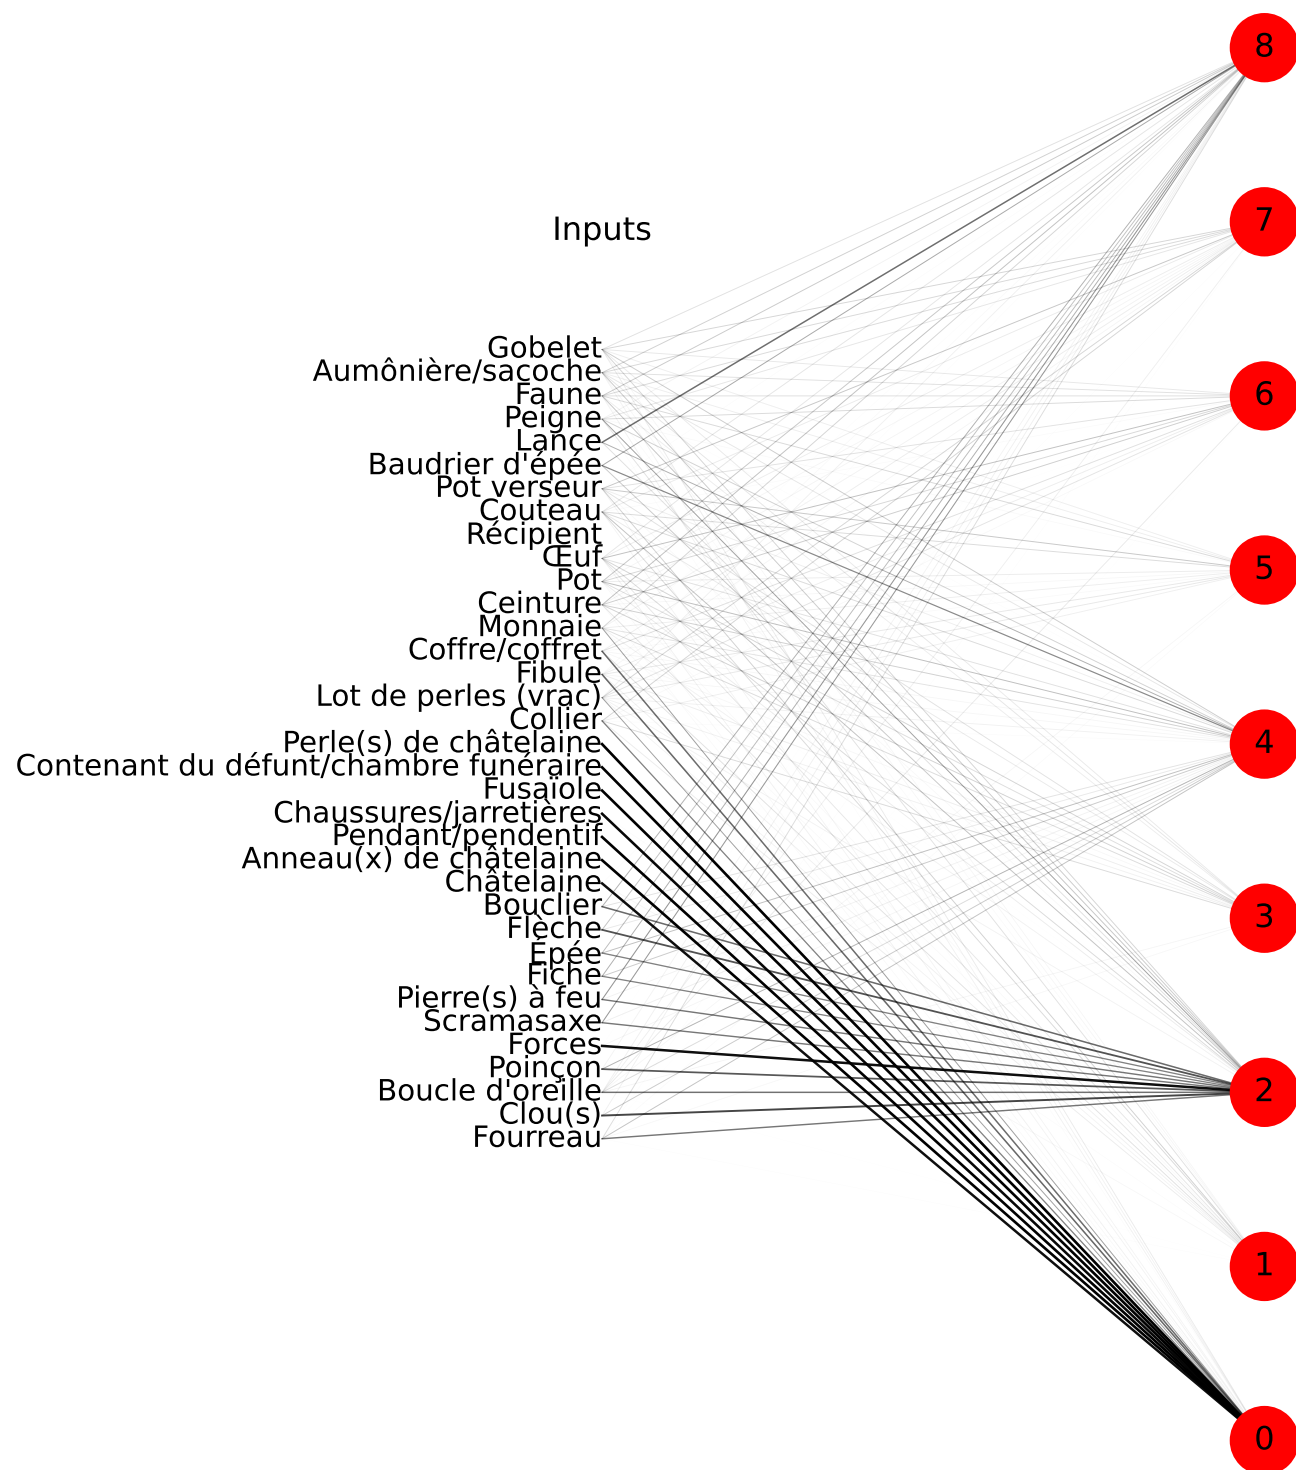 8
7
Inputs
Gobelet
Aumônière/sacoche
Faune
6
Peigne
Lance
Baudrier d'épée
Pot verseur
Couteau
Récipient
Œuf
5
Pot
Ceinture
Monnaie
Coffre/coffret
Fibule
Lot de perles (vrac)
Collier
Perle(s) de châtelaine
4
Contenant du défunt/chambre funéraire
Fusaïole
Chaussures/jarretières
Pendant/pendentif
Anneau(x) de châtelaine
Châtelaine
Bouclier
3
Flèche
Épée
Fiche
Pierre(s) à feu
Scramasaxe
Forces
Poinçon
Boucle d'oreille
2
Clou(s)
Fourreau
1
0